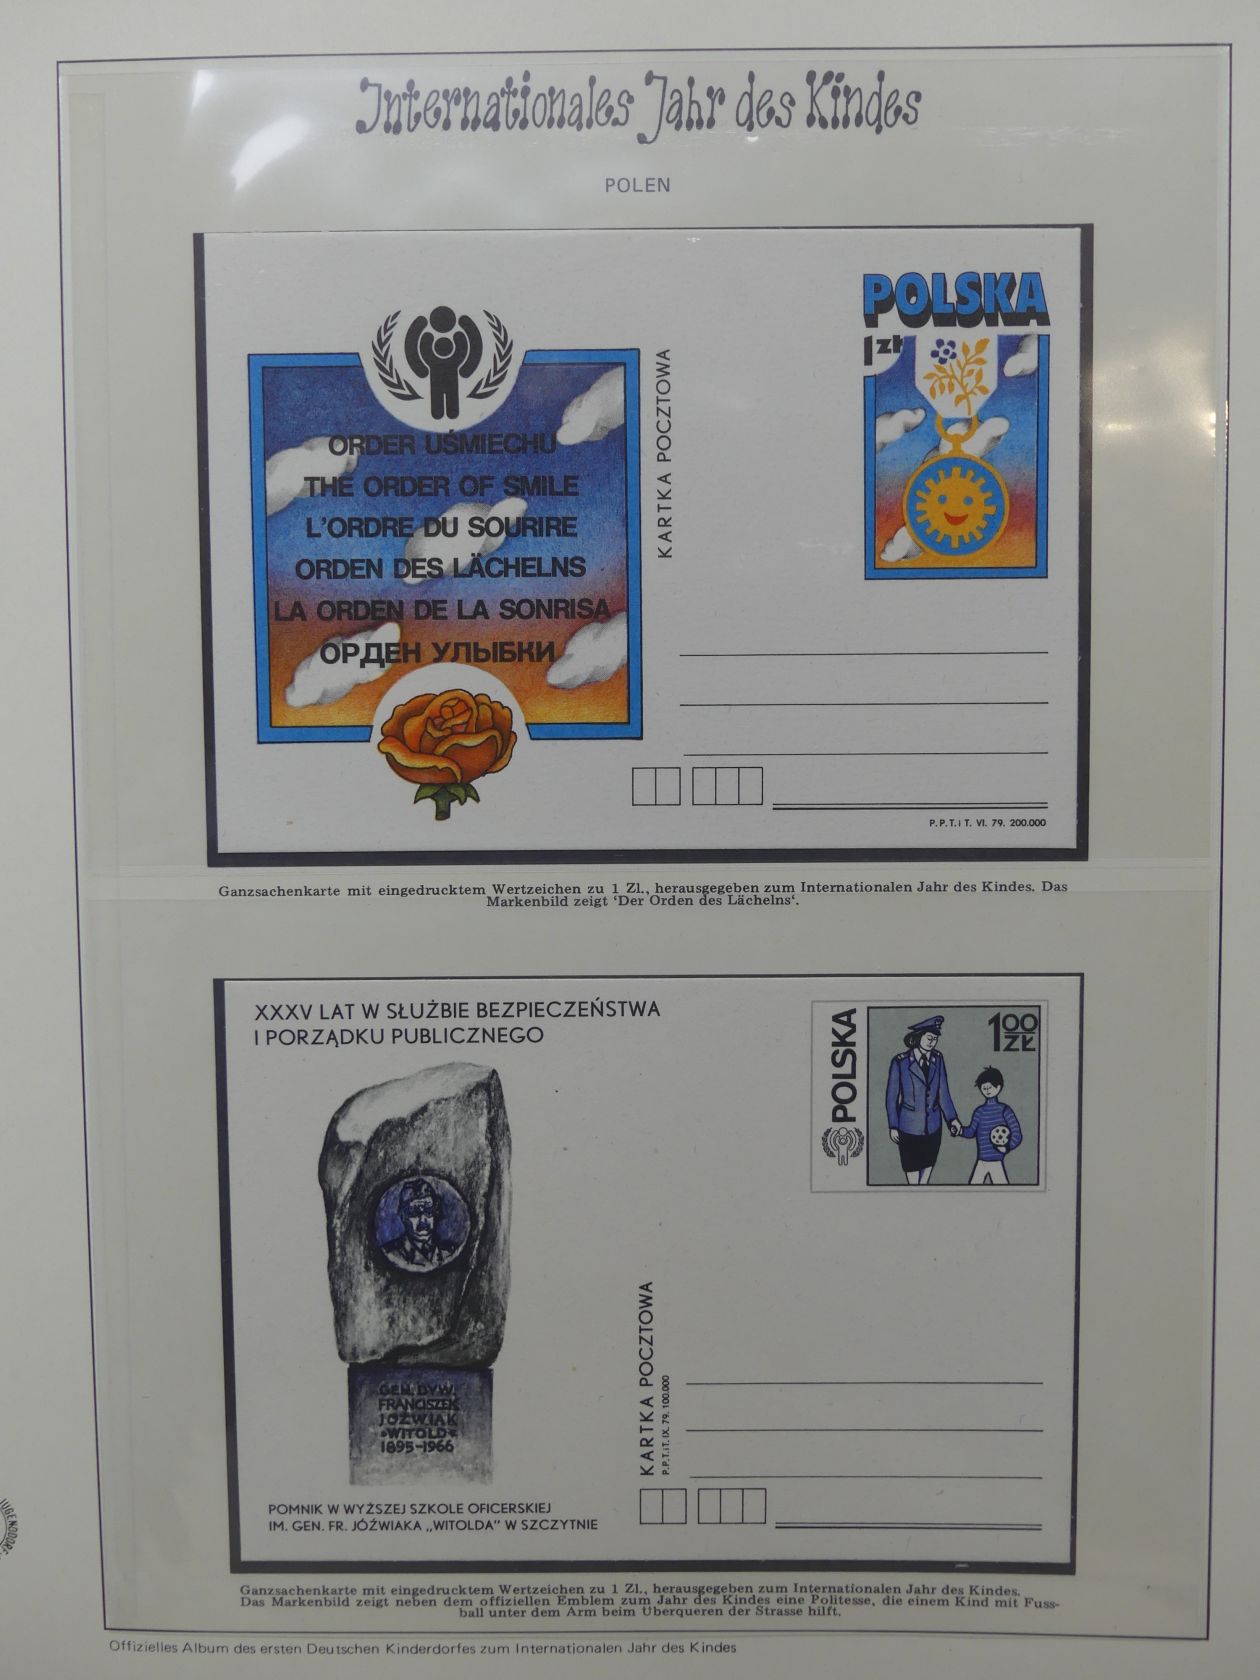 Internationales Jahr des Kindes
POLEN
POLSKA
1 zł
ORDER UŚMIECHU
THE ORDER OF SMILE
L'ORDRE DU SOURIRE
ORDEN DES LÄCHELNS
LA ORDEN DE LA SONRISA
ОРДЕН УЛЫБКИ
KARTKA POCZTOWA
P.P.T.i T. VI. 79. 200.000
Ganzsachenkarte mit eingedrucktem Wertzeichen zu 1 Zl., herausgegeben zum Internationalen Jahr des Kindes. Das
Markenbild zeigt ‘Der Orden des Lächelns‘.
XXXV LAT W SŁUŻBIE BEZPIECZEŃSTWA
I PORZĄDKU PUBLICZNEGO
POLSKA
100 ZŁ
GEN. DYW.
FRANCISZEK
JÓŹWIAK
»WITOLD«
1895-1966
KARTKA POCZTOWA
P.P.T.i T. IX. 79. 100.000
POMNIK W WYŻSZEJ SZKOLE OFICERSKIEJ
IM. GEN. FR. JÓŹWIAKA „WITOLDA” W SZCZYTNIE
Ganzsachenkarte mit eingedrucktem Wertzeichen zu 1 Zl., herausgegeben zum Internationalen Jahr des Kindes.
Das Markenbild zeigt neben dem offiziellen Emblem zum Jahr des Kindes eine Politesse, die einem Kind mit Fuss-
ball unter dem Arm beim Überqueren der Strasse hilft.
Offizielles Album des ersten Deutschen Kinderdorfes zum Internationalen Jahr des Kindes